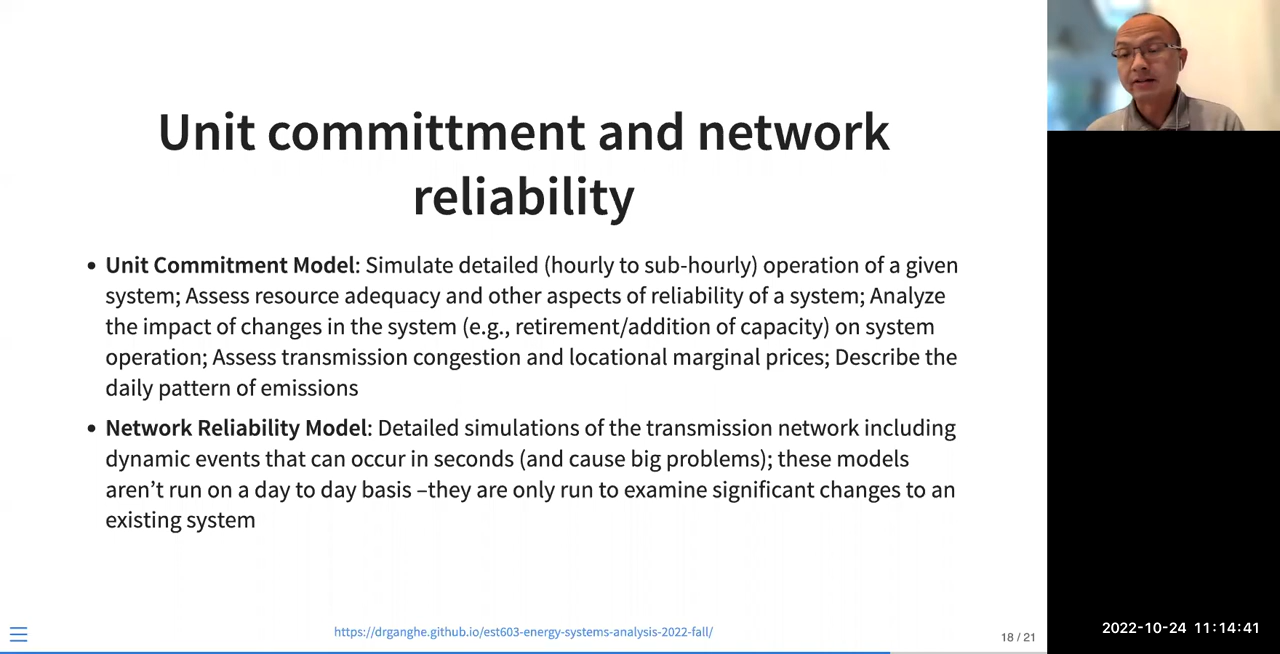 Unit committment and network
reliability
• Unit Commitment Model: Simulate detailed (hourly to sub-hourly) operation of a given
system; Assess resource adequacy and other aspects of reliability of a system; Analyze
the impact of changes in the system (e.g., retirement/addition of capacity) on system
operation; Assess transmission congestion and locational marginal prices; Describe the
daily pattern of emissions
• Network Reliability Model: Detailed simulations of the transmission network including
dynamic events that can occur in seconds (and cause big problems); these models
aren’t run on a day to day basis –they are only run to examine significant changes to an
existing system
https://drganghe.github.io/est603-energy-systems-analysis-2022-fall/
18 / 21
2022-10-24 11:14:41